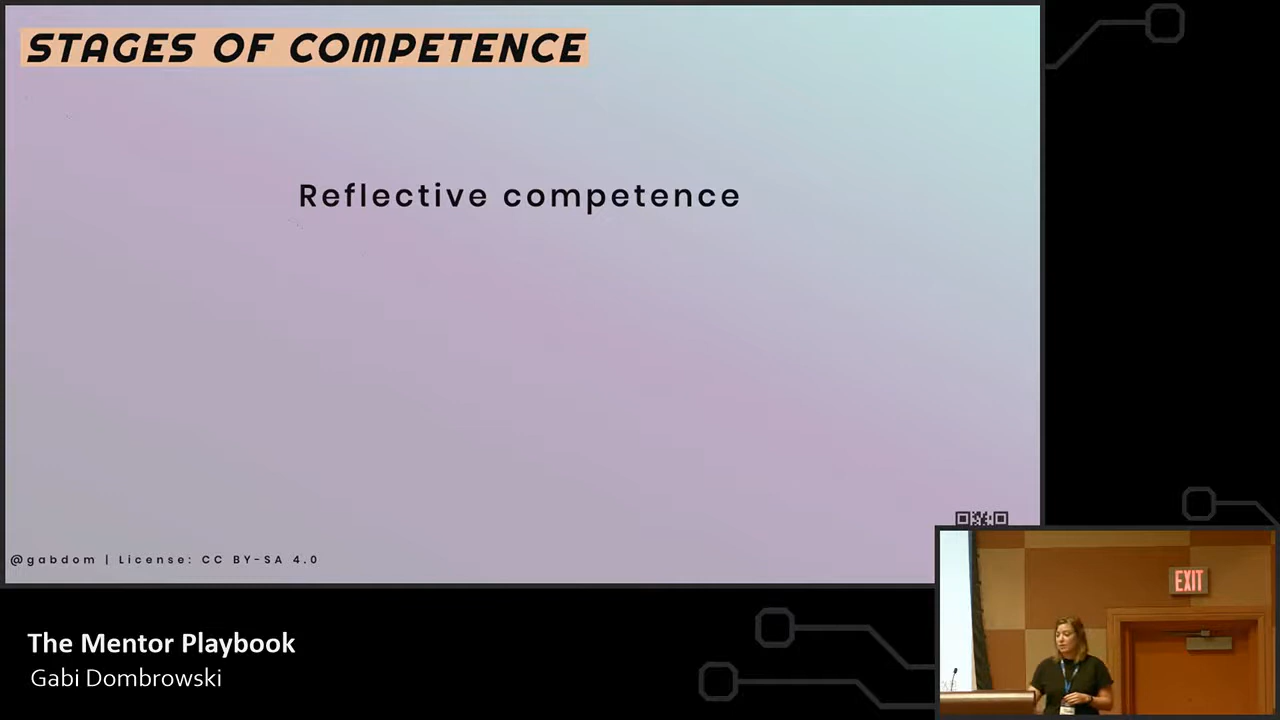 STAGES OF COMPETENCE
Reflective competence
@gabdom | License: CC BY-SA 4.0
EXIT
The Mentor Playbook
Gabi Dombrowski